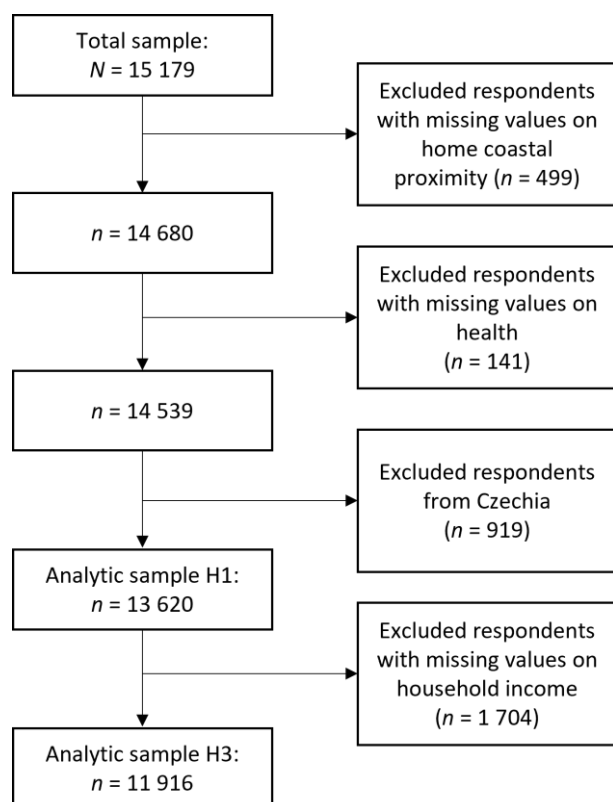 Total sample:
N = 15 179
Excluded respondents
with missing values on
home coastal
proximity (n = 499)
n = 14 680
Excluded respondents
with missing values on
health
(n = 141)
n = 14 539
Excluded respondents
from Czechia
(n = 919)
Analytic sample H1:
n = 13 620
Excluded respondents
with missing values on
household income
(n = 1 704)
Analytic sample H3:
n = 11 916